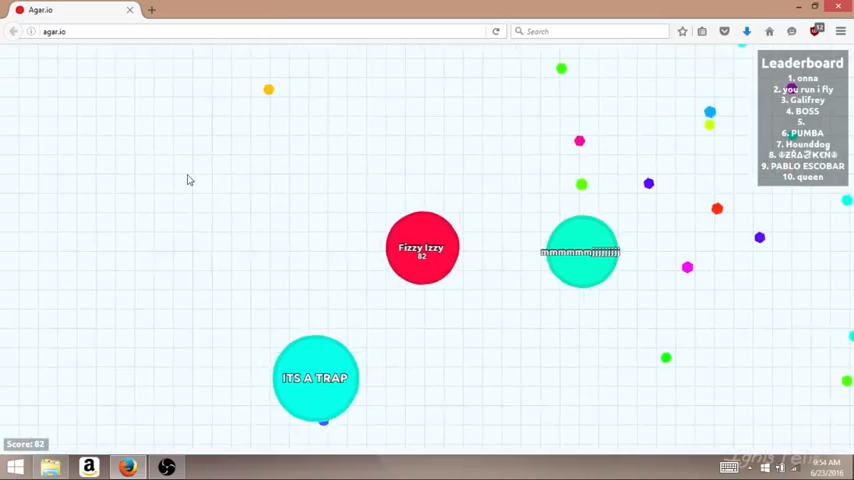 Agar.io
agar.io
Search
12
Leaderboard
1. onna
2. you run i fly
3. Galifrey
4. BOSS
5.
6. PUMBA
7. Hounddog
9. PABLO ESCOBAR
10. queen
Fizzy Izzy
82
mmmmmmjjjjjjjjjj
ITS A TRAP
Score: 82
9:54 AM
6/23/2016